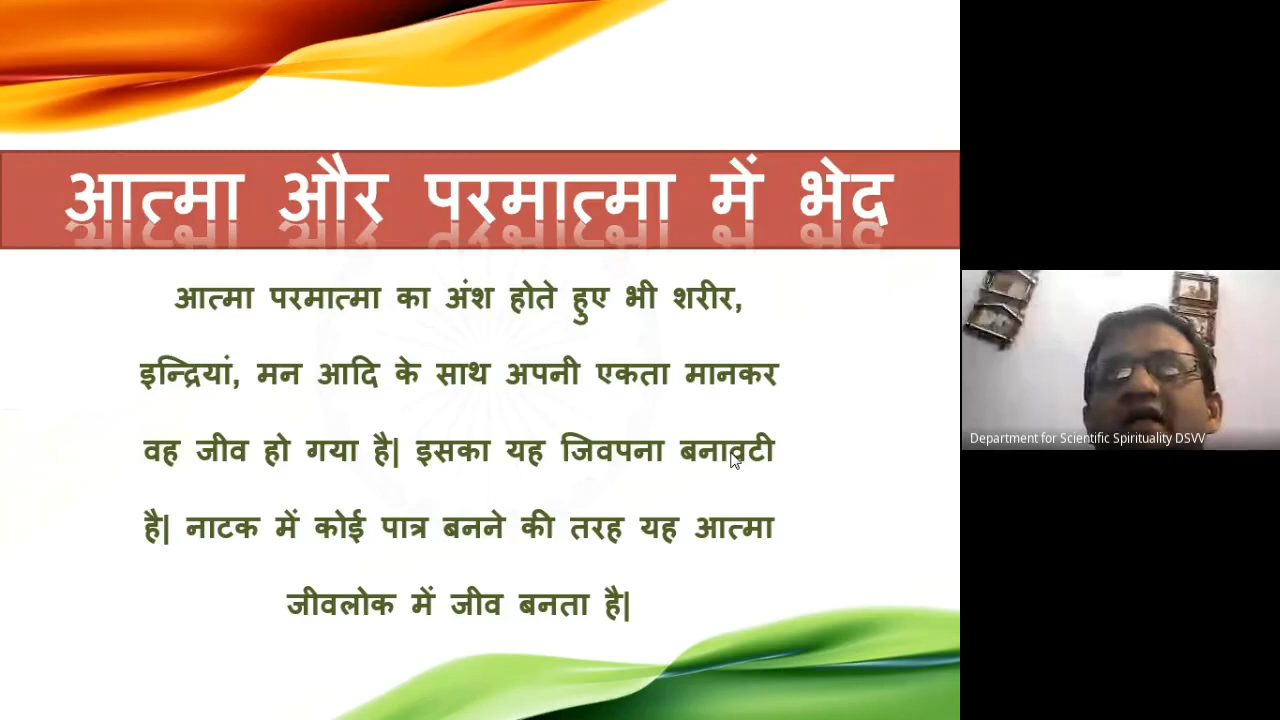 आत्मा और परमात्मा में भेद
आत्मा परमात्मा का अंश होते हुए भी शरीर,
इन्द्रियां, मन आदि के साथ अपनी एकता मानकर
वह जीव हो गया है| इसका यह जिवपना बनावटी
है| नाटक में कोई पात्र बनने की तरह यह आत्मा
जीवलोक में जीव बनता है|
Department for Scientific Spirituality DSVV